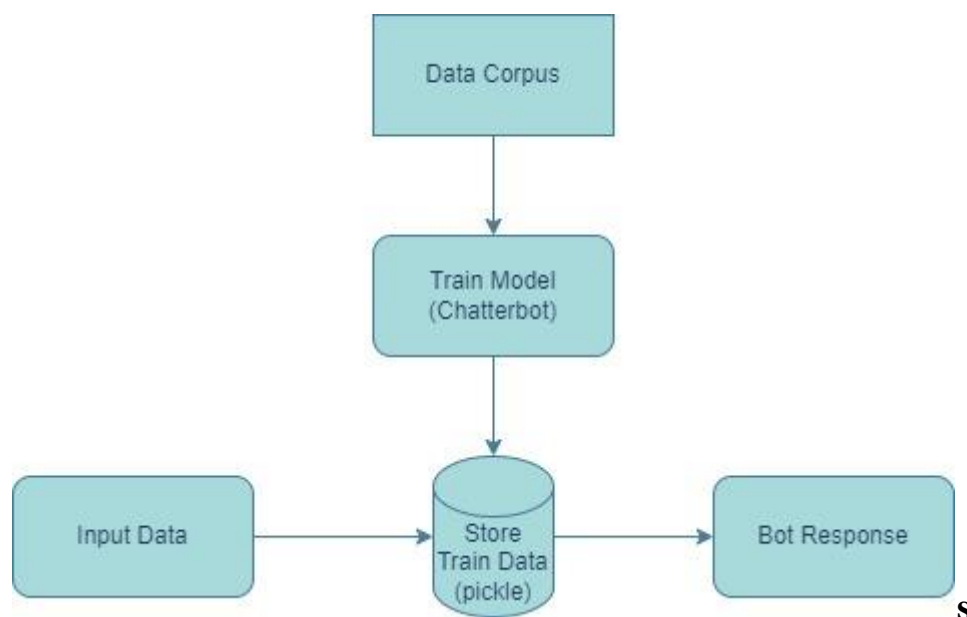 Data Corpus
Train Model
(Chatterbot)
Input Data
Store
Train Data
(pickle)
Bot Response
s